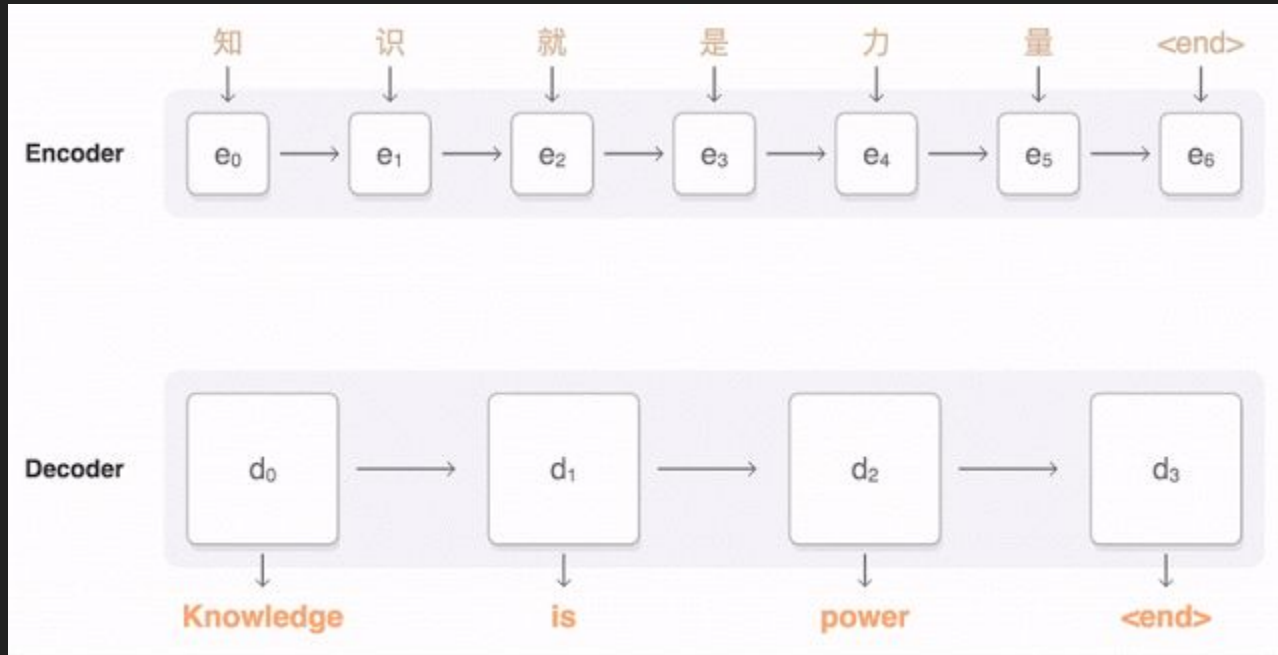 知 识 就 是 力 量 <end>
Encoder e₀ e₁ e₂ e₃ e₄ e₅ e₆
Decoder d₀ d₁ d₂ d₃
Knowledge is power <end>